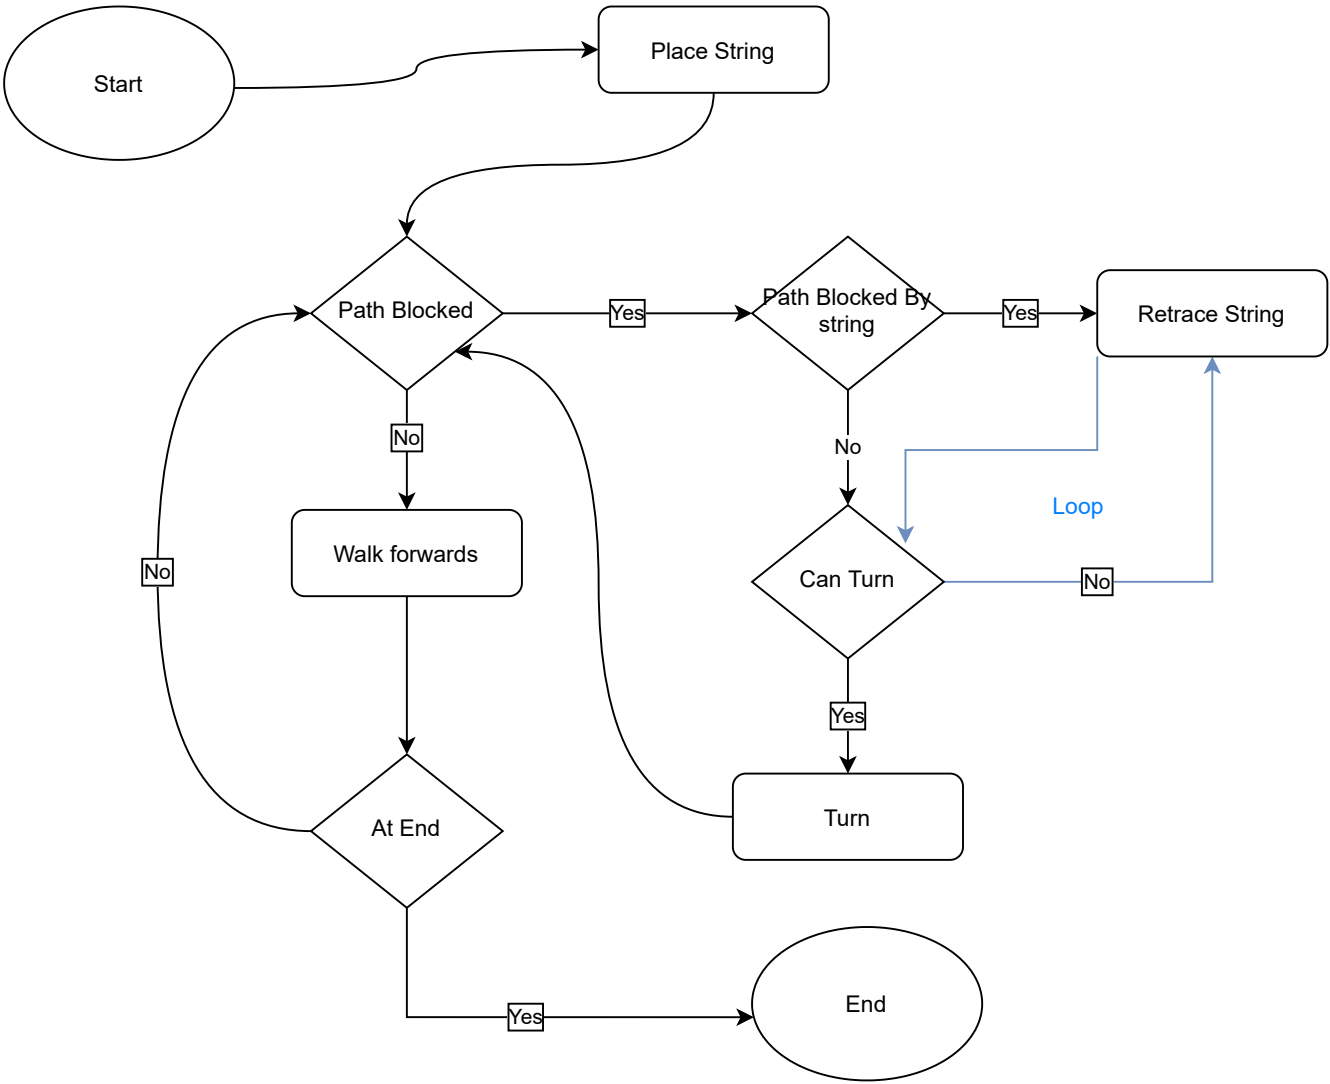 Start
Place String
Path Blocked
Yes
Path Blocked By
string
Yes
Retrace String
No
No
Loop
Walk forwards
No
Can Turn
No
Yes
At End
Turn
Yes
End